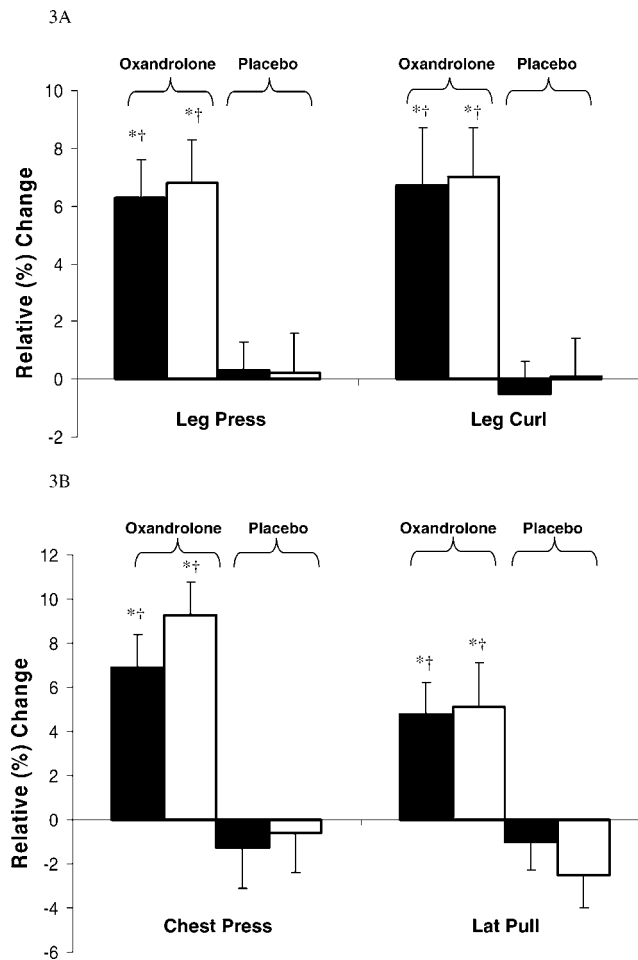 3A
Oxandrolone Placebo Oxandrolone Placebo
10
8
6
4
2
0
-2
*† *† *† *†
Relative (%) Change
Leg Press Leg Curl
3B
Oxandrolone Placebo Oxandrolone Placebo
12
10
8
6
4
2
0
-2
-4
-6
*† *† *† *†
Relative (%) Change
Chest Press Lat Pull